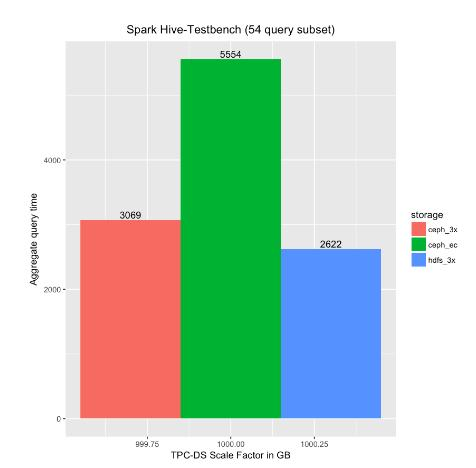 Spark Hive-Testbench (54 query subset)
5554
4000
3069
2622
2000
0
Aggregate query time
storage
ceph_3x
ceph_ec
hdfs_3x
999.75
1000.00
1000.25
TPC-DS Scale Factor in GB